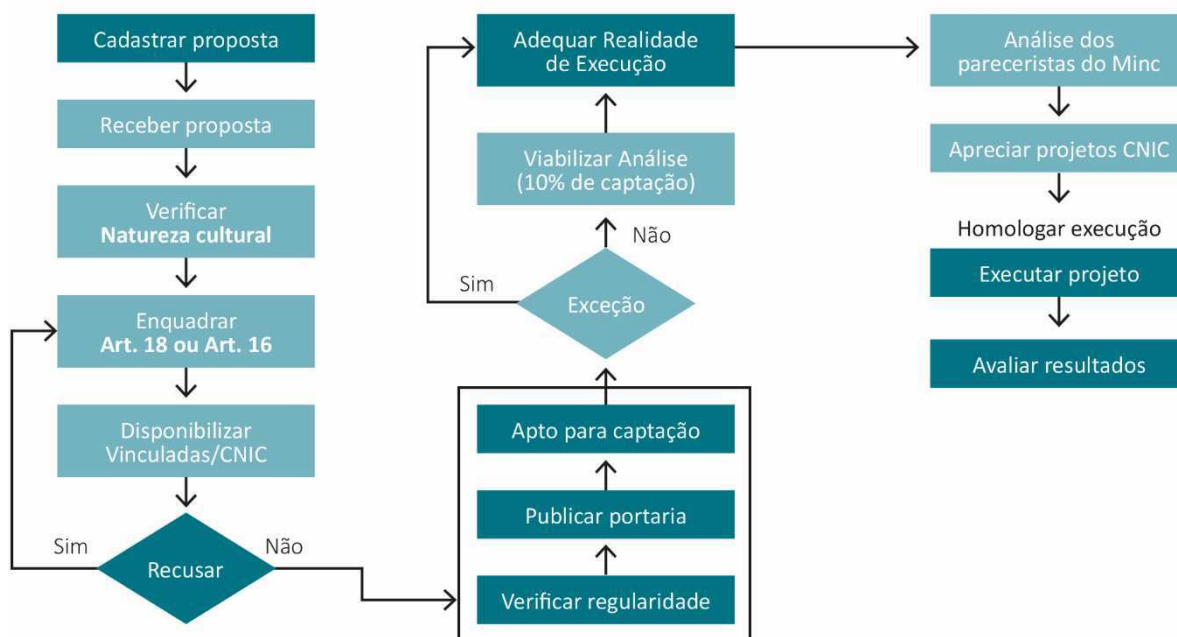 Cadastrar proposta
Receber proposta
Verificar
Natureza cultural
Enquadrar
Art. 18 ou Art. 16
Disponibilizar
Vinculadas/CNIC
Sim
Não
Recusar
Adequar Realidade
de Execução
Viabilizar Análise
(10% de captação)
Não
Sim
Exceção
Apto para captação
Publicar portaria
Verificar regularidade
Análise dos
pareceristas do Minc
Apreciar projetos CNIC
Homologar execução
Executar projeto
Avaliar resultados